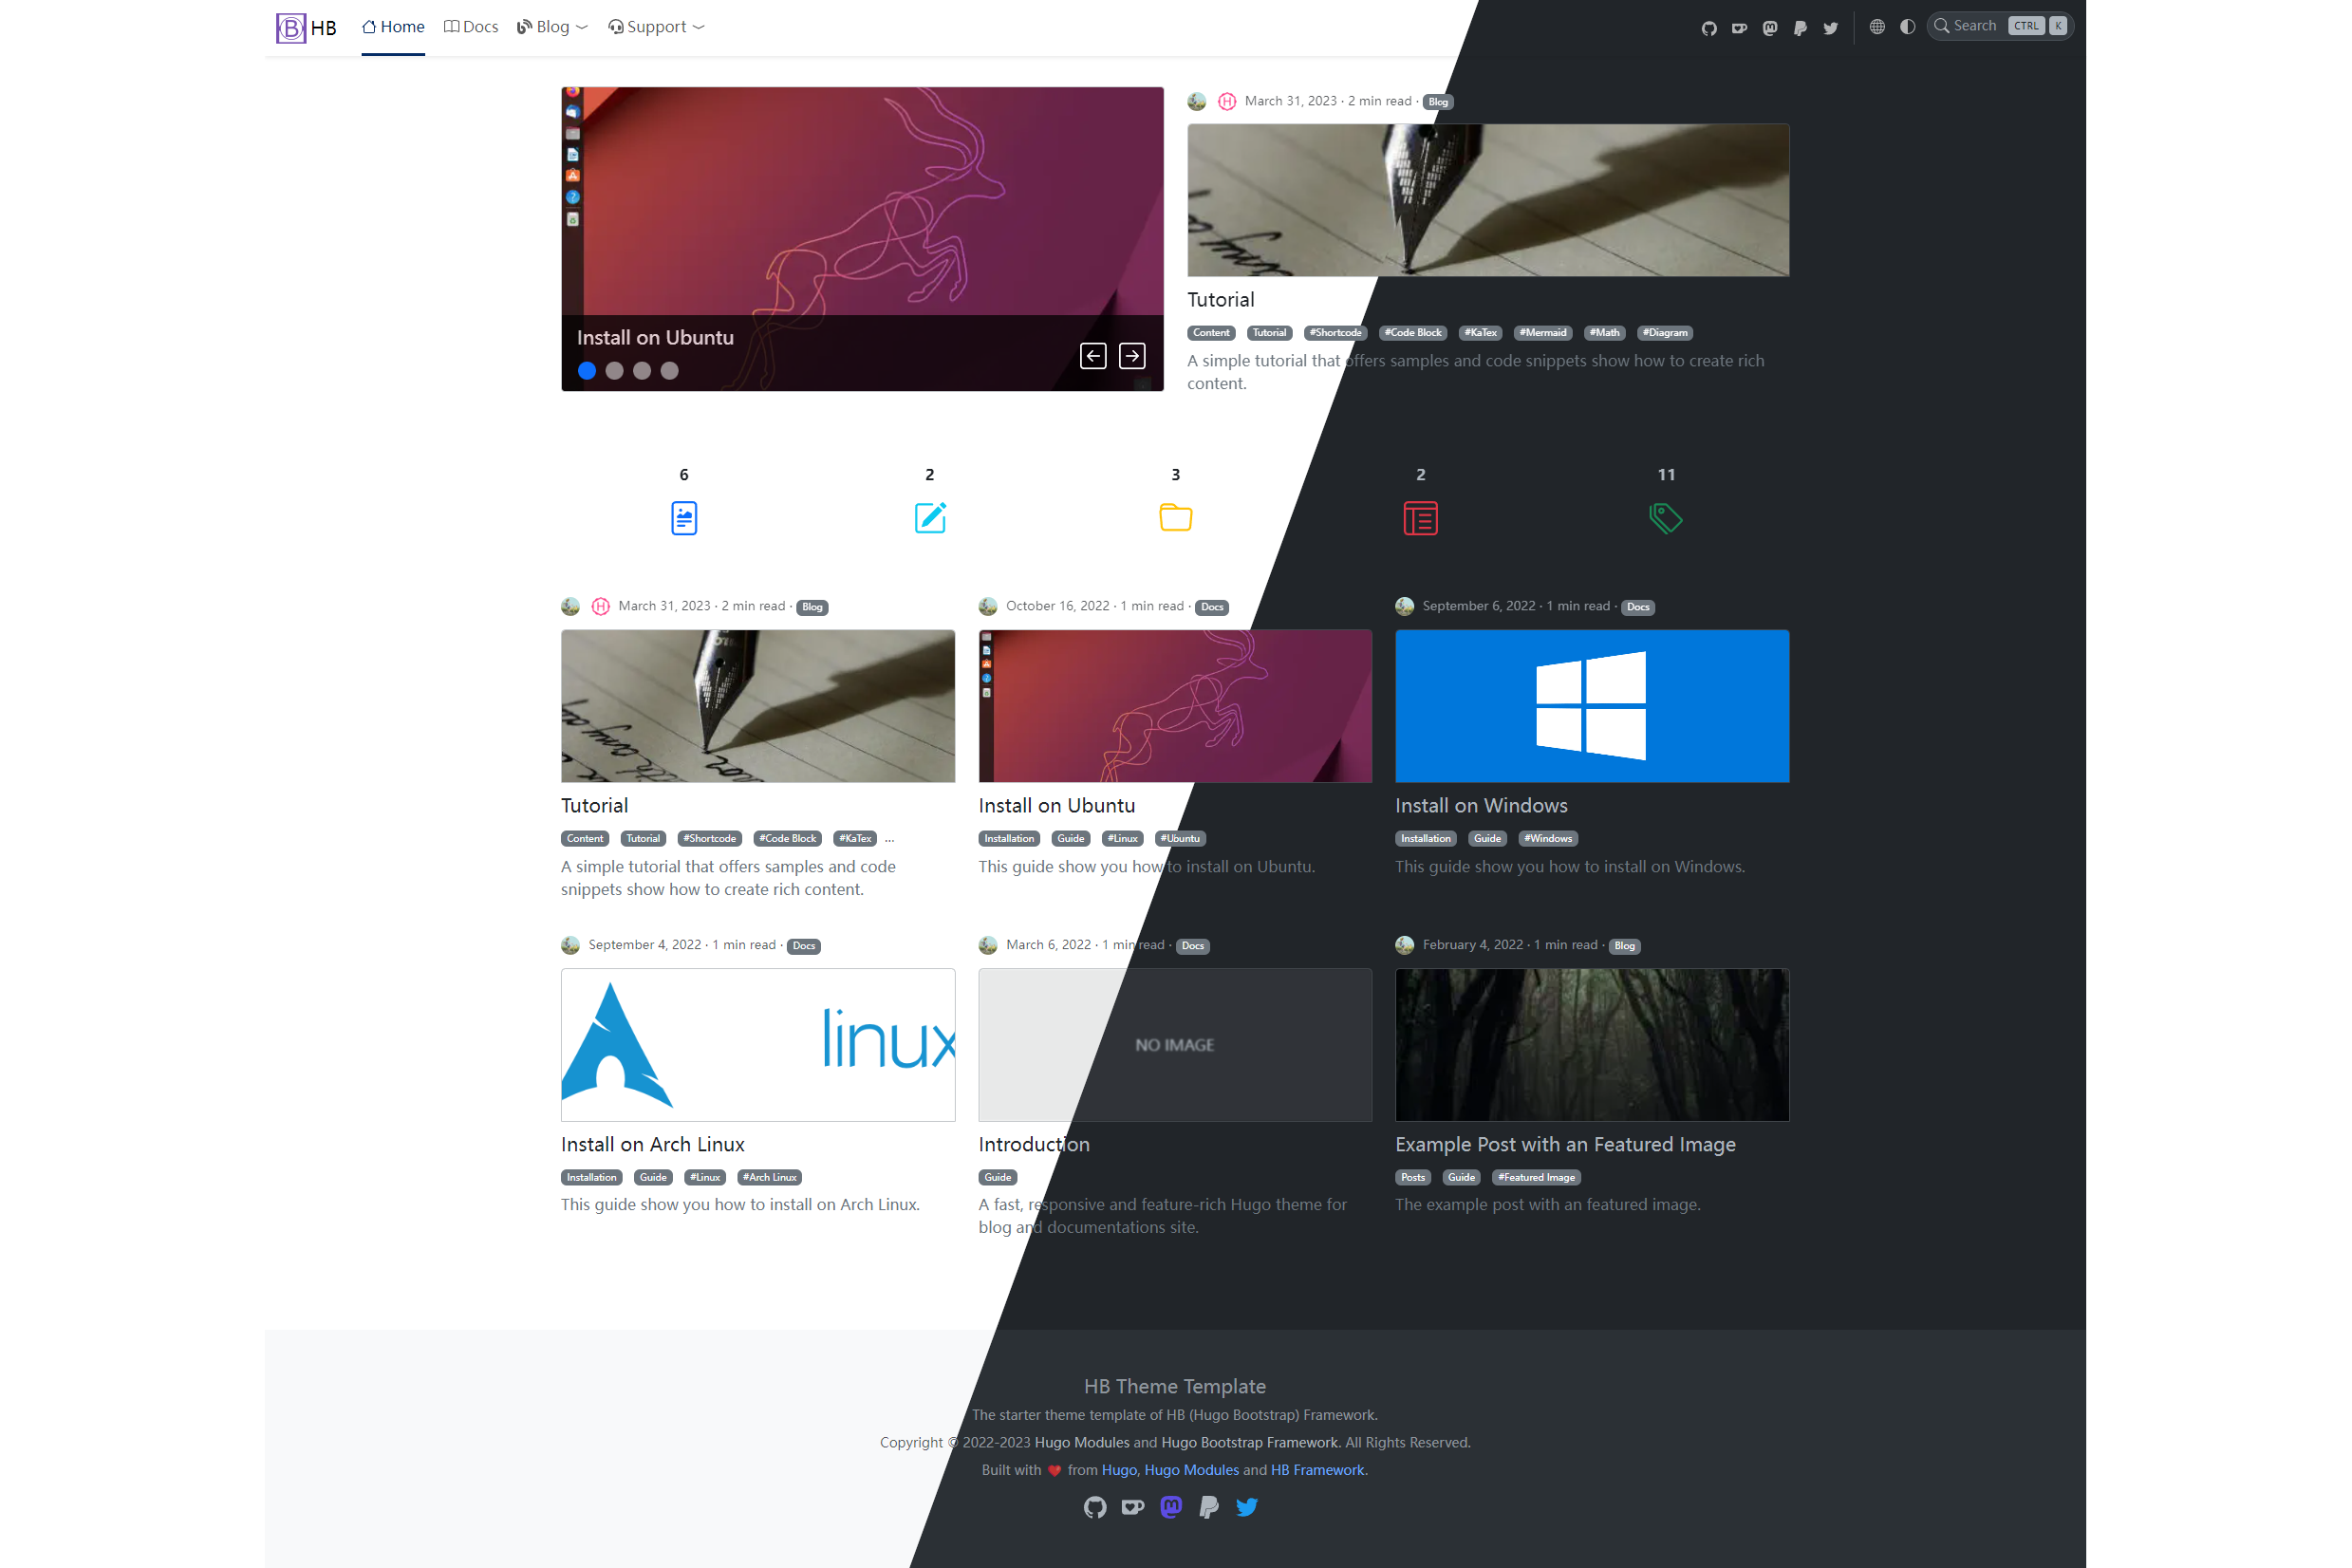 HB Home Docs Blog Support Search CTRL K
March 31, 2023 · 2 min read · Blog
Install on Ubuntu
Tutorial
Content Tutorial #Shortcode #Code Block #KaTex #Mermaid #Math #Diagram
A simple tutorial that offers samples and code snippets show how to create rich
content.
6 2 3 2 11
March 31, 2023 · 2 min read · Blog
Tutorial
Content Tutorial #Shortcode #Code Block #KaTex ...
A simple tutorial that offers samples and code
snippets show how to create rich content.
October 16, 2022 · 1 min read · Docs
Install on Ubuntu
Installation Guide #Linux #Ubuntu
This guide show you how to install on Ubuntu.
September 6, 2022 · 1 min read · Docs
Install on Windows
Installation Guide #Windows
This guide show you how to install on Windows.
September 4, 2022 · 1 min read · Docs
linux
Install on Arch Linux
Installation Guide #Linux #Arch Linux
This guide show you how to install on Arch Linux.
March 6, 2022 · 1 min read · Docs
NO IMAGE
Introduction
Guide
A fast, responsive and feature-rich Hugo theme for
blog and documentations site.
February 4, 2022 · 1 min read · Blog
Example Post with an Featured Image
Posts Guide #Featured Image
The example post with an featured image.
HB Theme Template
The starter theme template of HB (Hugo Bootstrap) Framework.
Copyright © 2022-2023 Hugo Modules and Hugo Bootstrap Framework. All Rights Reserved.
Built with ❤ from Hugo, Hugo Modules and HB Framework.